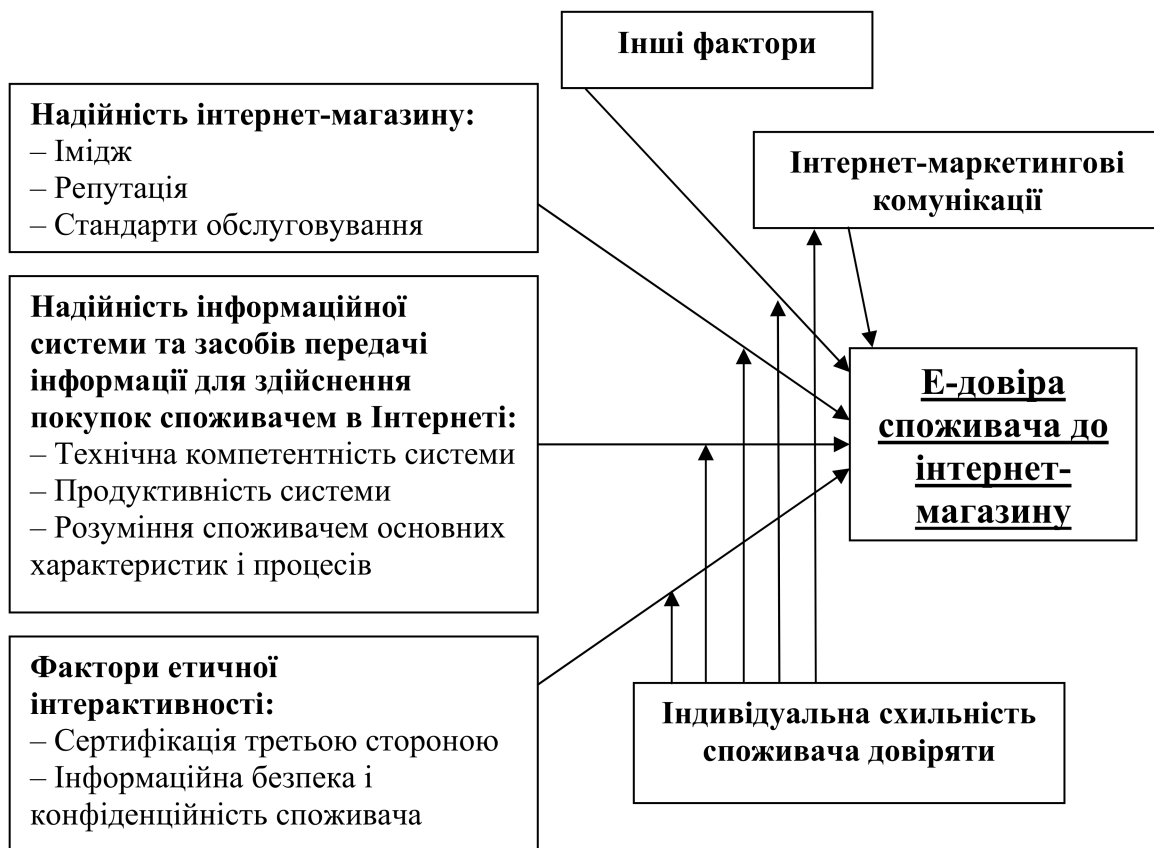 Інші фактори
Надійність інтернет-магазину:
– Імідж
– Репутація
– Стандарти обслуговування
Інтернет-маркетингові
комунікації
Надійність інформаційної
системи та засобів передачі
інформації для здійснення
покупок споживачем в Інтернеті:
– Технічна компетентність системи
– Продуктивність системи
– Розуміння споживачем основних
характеристик і процесів
Е-довіра
споживача до
інтернет-
магазину
Фактори етичної
інтерактивності:
– Сертифікація третьою стороною
– Інформаційна безпека і
конфіденційність споживача
Індивідуальна схильність
споживача довіряти